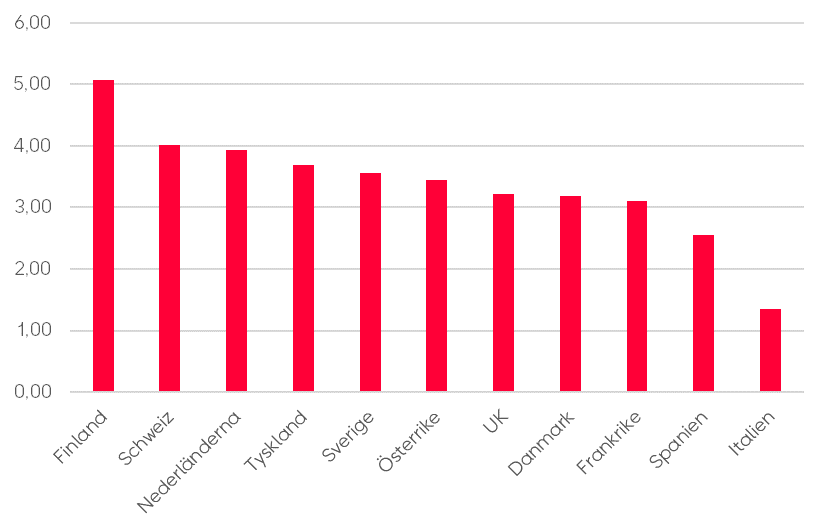 6,00
5,00
4,00
3,00
2,00
1,00
0,00
Finland
Schweiz
Nederländerna
Tyskland
Sverige
Österrike
UK
Danmark
Frankrike
Spanien
Italien